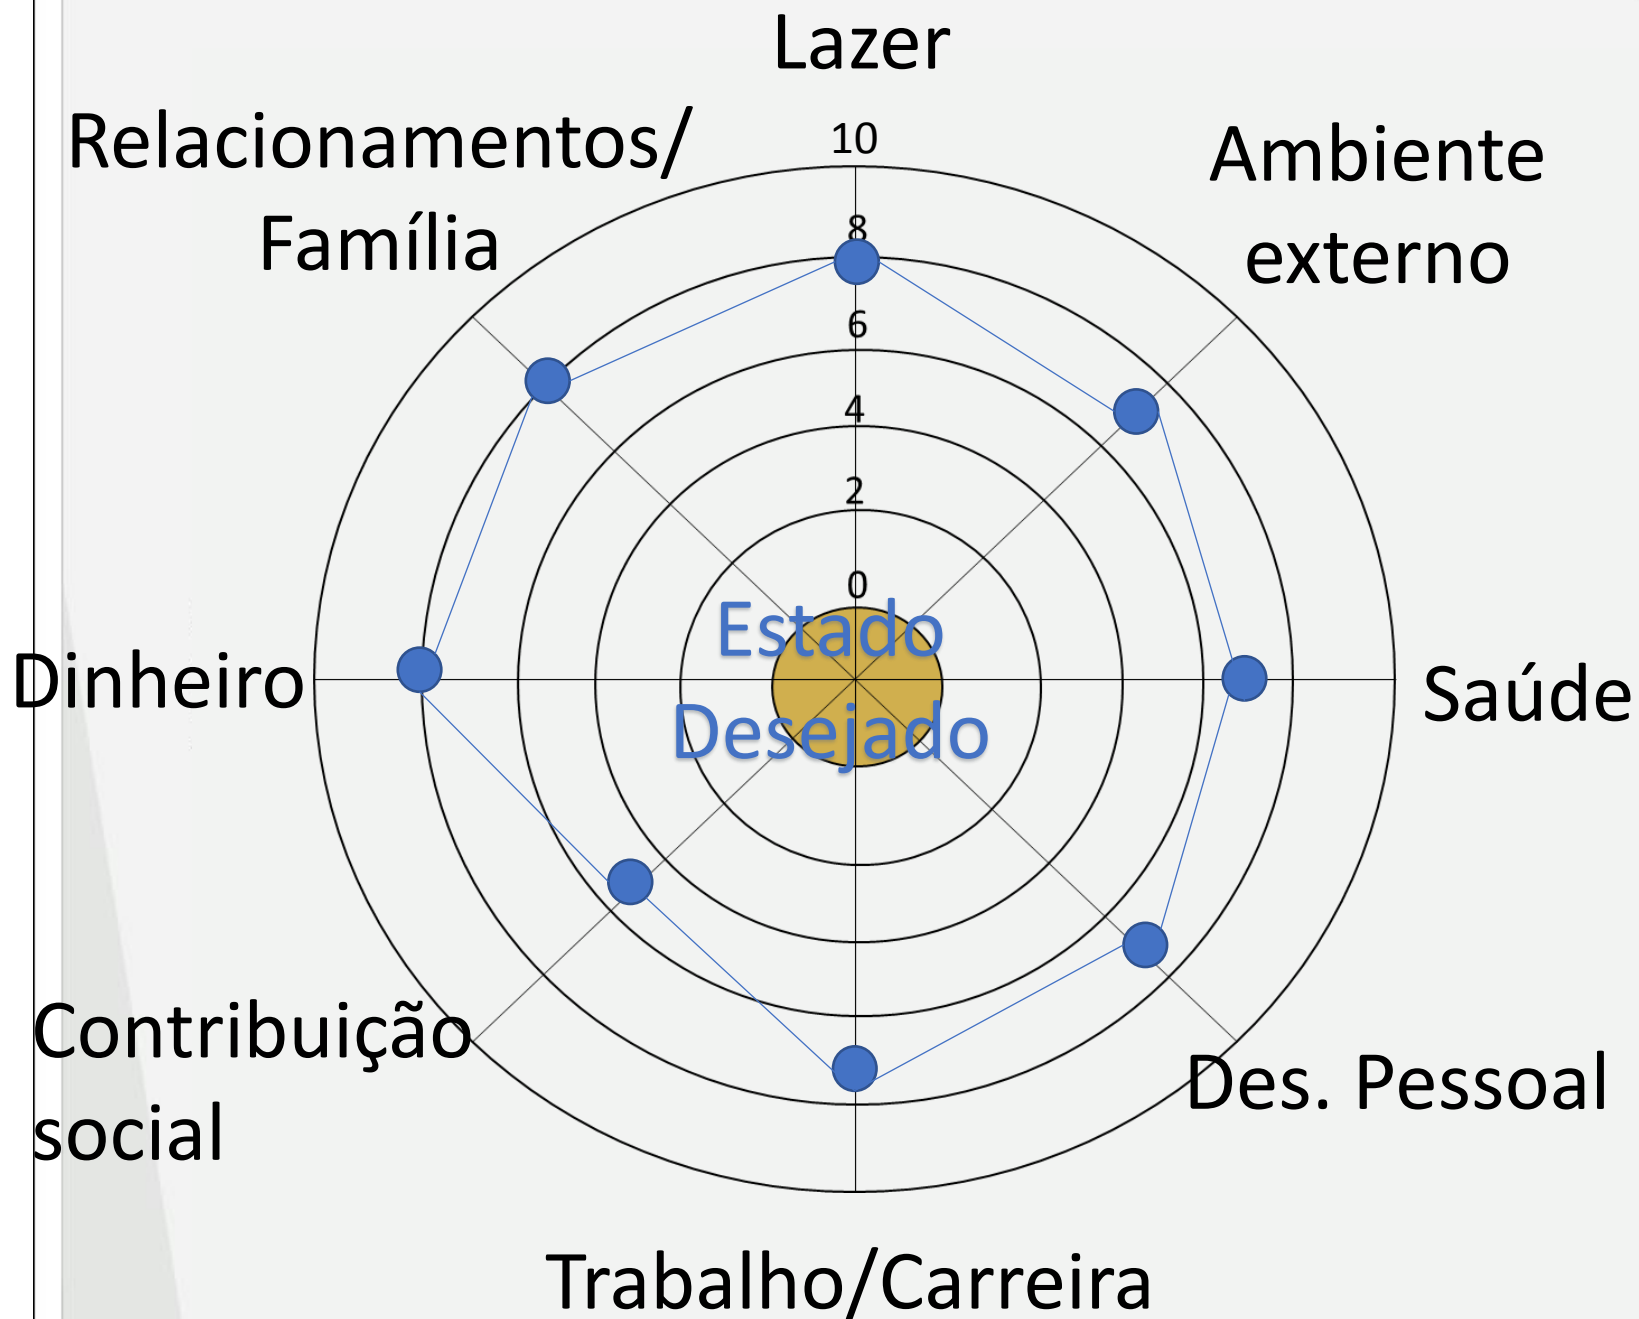 Lazer
Relacionamentos/
Família
10
Ambiente
externo
8
6
4
2
0
Estado
Desejado
Dinheiro
Saúde
Contribuição
social
Des. Pessoal
Trabalho/Carreira